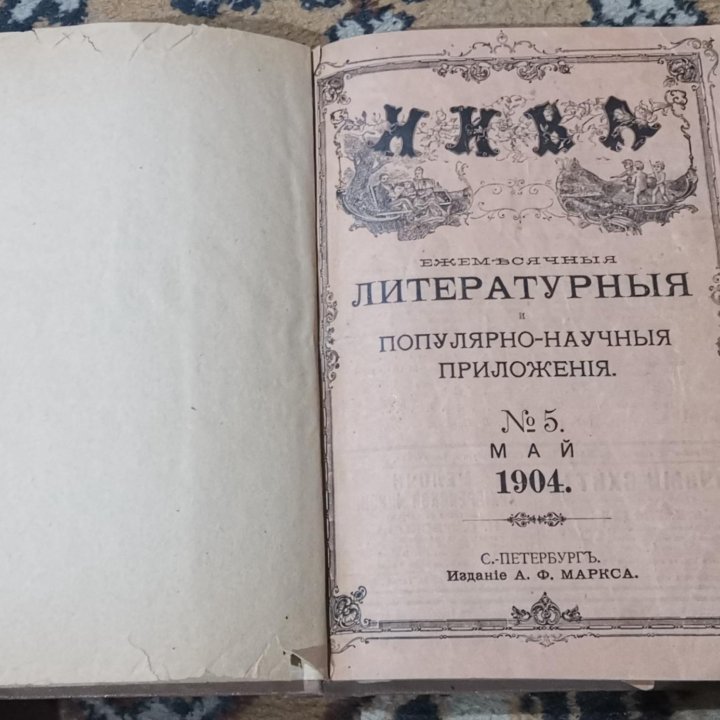 НИВА
ЕЖЕМѢСЯЧНЫЯ
ЛИТЕРАТУРНЫЯ
и
ПОПУЛЯРНО-НАУЧНЫЯ
ПРИЛОЖЕНІЯ.
№ 5.
МАЙ
1904.
С.-ПЕТЕРБУРГЪ.
Изданіе А. Ф. МАРКСА.